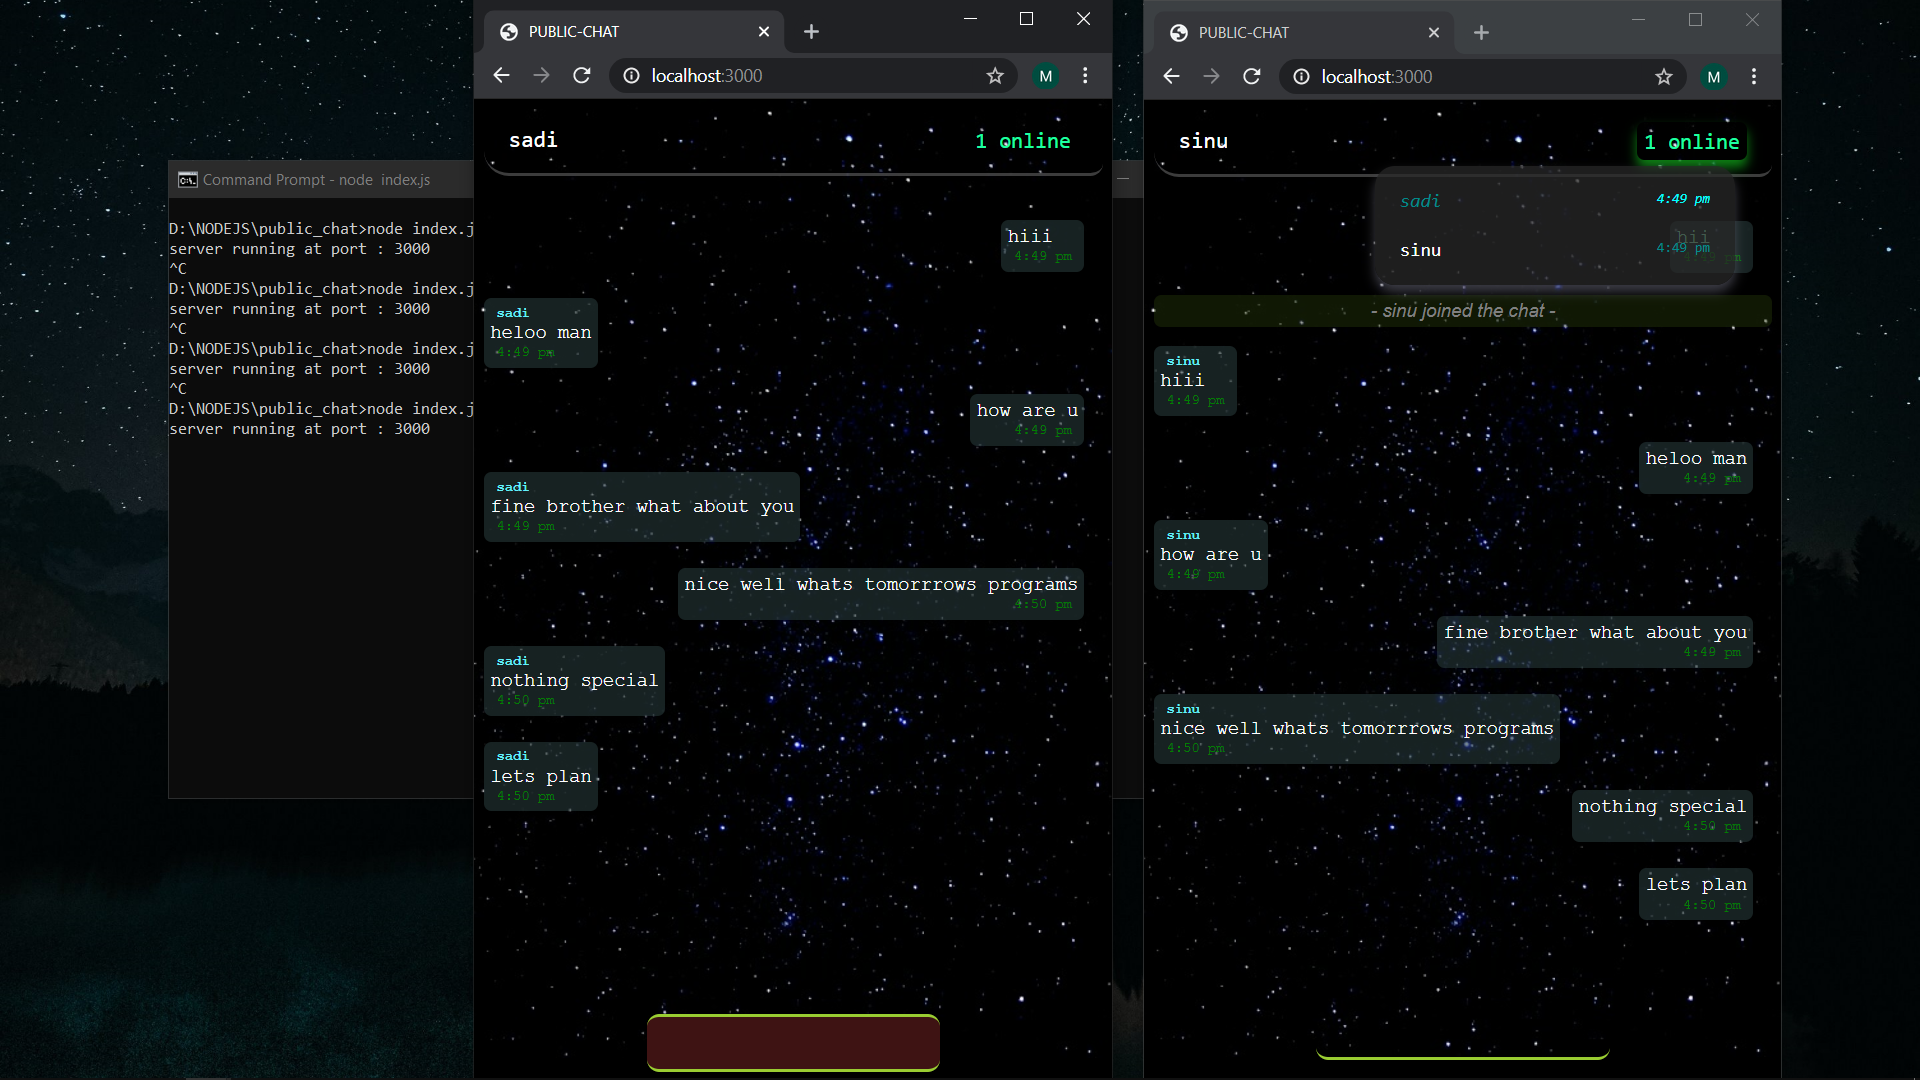 Command Prompt - node  index.js
D:\NODEJS\public_chat>node index.j
server running at port : 3000
^C
D:\NODEJS\public_chat>node index.j
server running at port : 3000
^C
D:\NODEJS\public_chat>node index.j
server running at port : 3000
^C
D:\NODEJS\public_chat>node index.j
server running at port : 3000
PUBLIC-CHAT
localhost:3000
M
sadi
1 online
hiii
4:49 pm
sadi
heloo man
4:49 pm
how are u
4:49 pm
sadi
fine brother what about you
4:49 pm
nice well whats tomorrrows programs
4:50 pm
sadi
nothing special
4:50 pm
sadi
lets plan
4:50 pm
PUBLIC-CHAT
localhost:3000
M
sinu
1 online
sadi
4:49 pm
hii
sinu
4:49 pm
pm
- sinu joined the chat -
sinu
hiii
4:49 pm
heloo man
4:49 pm
sinu
how are u
4:49 pm
fine brother what about you
4:49 pm
sinu
nice well whats tomorrrows programs
4:50 pm
nothing special
4:50 pm
lets plan
4:50 pm